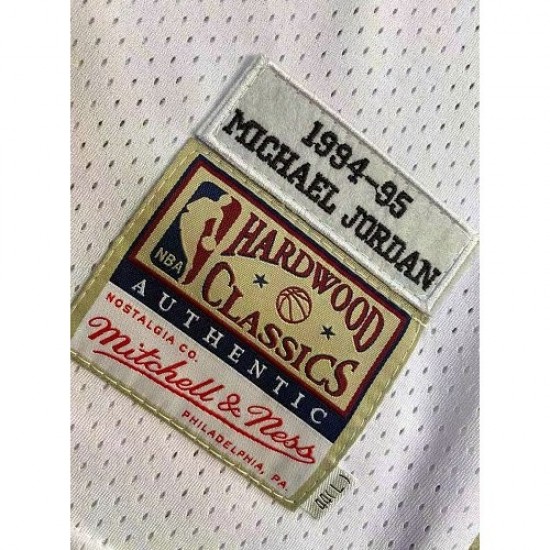 1994-95
MICHAEL JORDAN
NBA
HARDWOOD
CLASSICS
AUTHENTIC
NOSTALGIA CO.
Mitchell & Ness
PHILADELPHIA, PA.